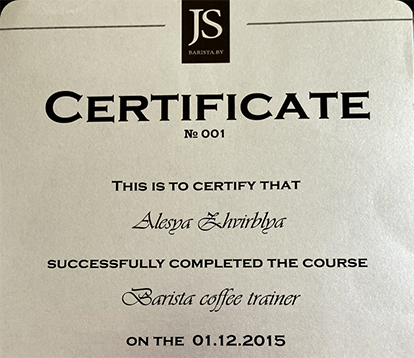 JS
BARISTA.BY
CERTIFICATE
№ 001
THIS IS TO CERTIFY THAT
Alesya Zhvirblya
SUCCESSFULLY COMPLETED THE COURSE
Barista coffee trainer
ON THE 01.12.2015